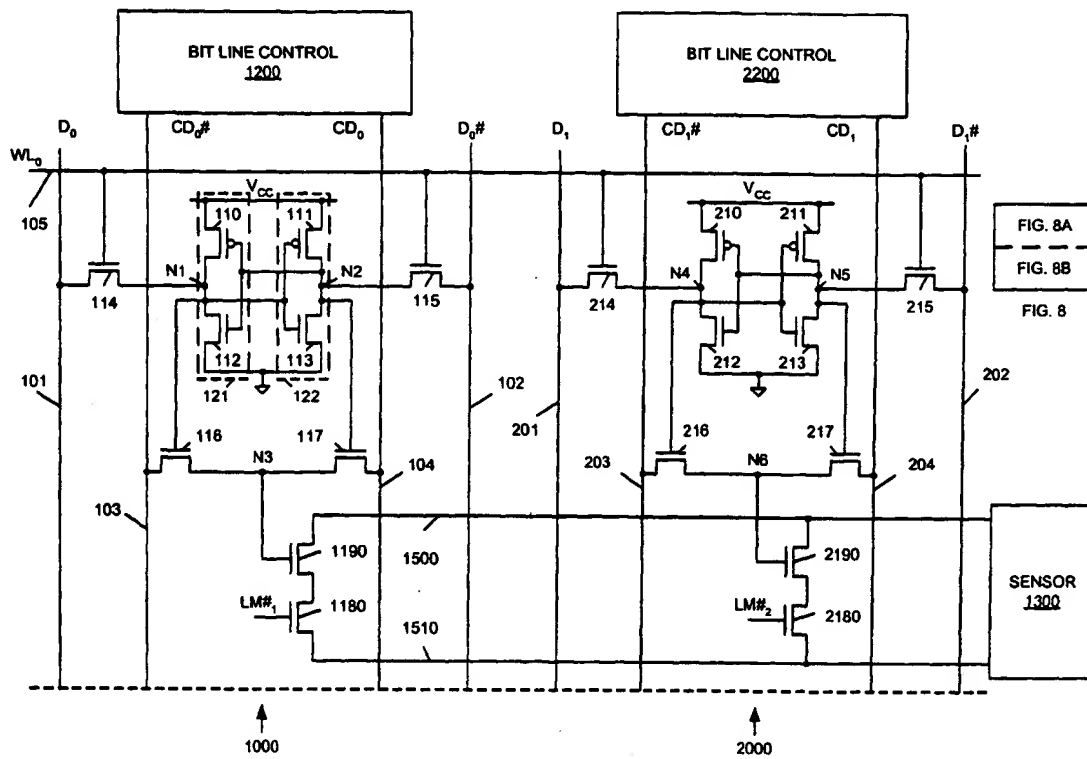 BIT LINE CONTROL
1200
BIT LINE CONTROL
2200
D₀ CD₀# CD₀ D₀# D₁ CD₁# CD₁ D₁#
WL₀
105
V_CC V_CC
110 111 210 211
FIG. 8A
FIG. 8B
FIG. 8
N1 N2 N4 N5
114 115 214 215
112 113 212 213
121 122
101 102 201 202
116 117 216 217
N3 N6
103 104 203 204
1190 1500 2190
LM#₁ 1180 LM#₂ 2180
1510
SENSOR
1300
1000 2000